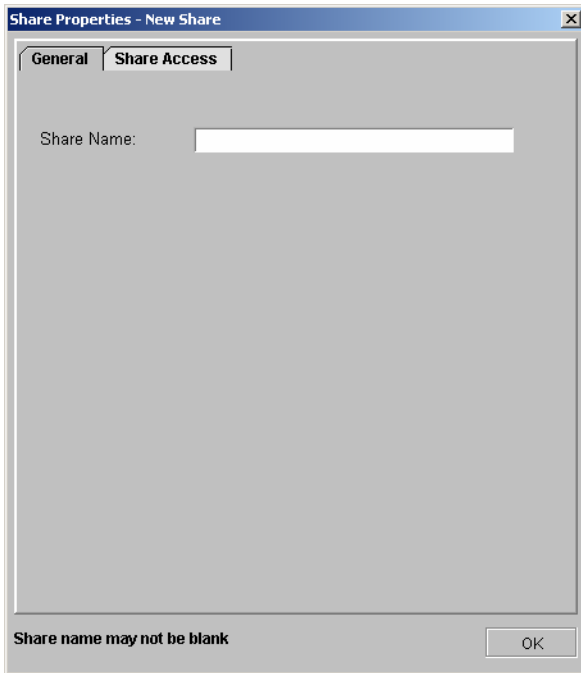 Share Properties - New Share
General Share Access
Share Name:
Share name may not be blank
OK